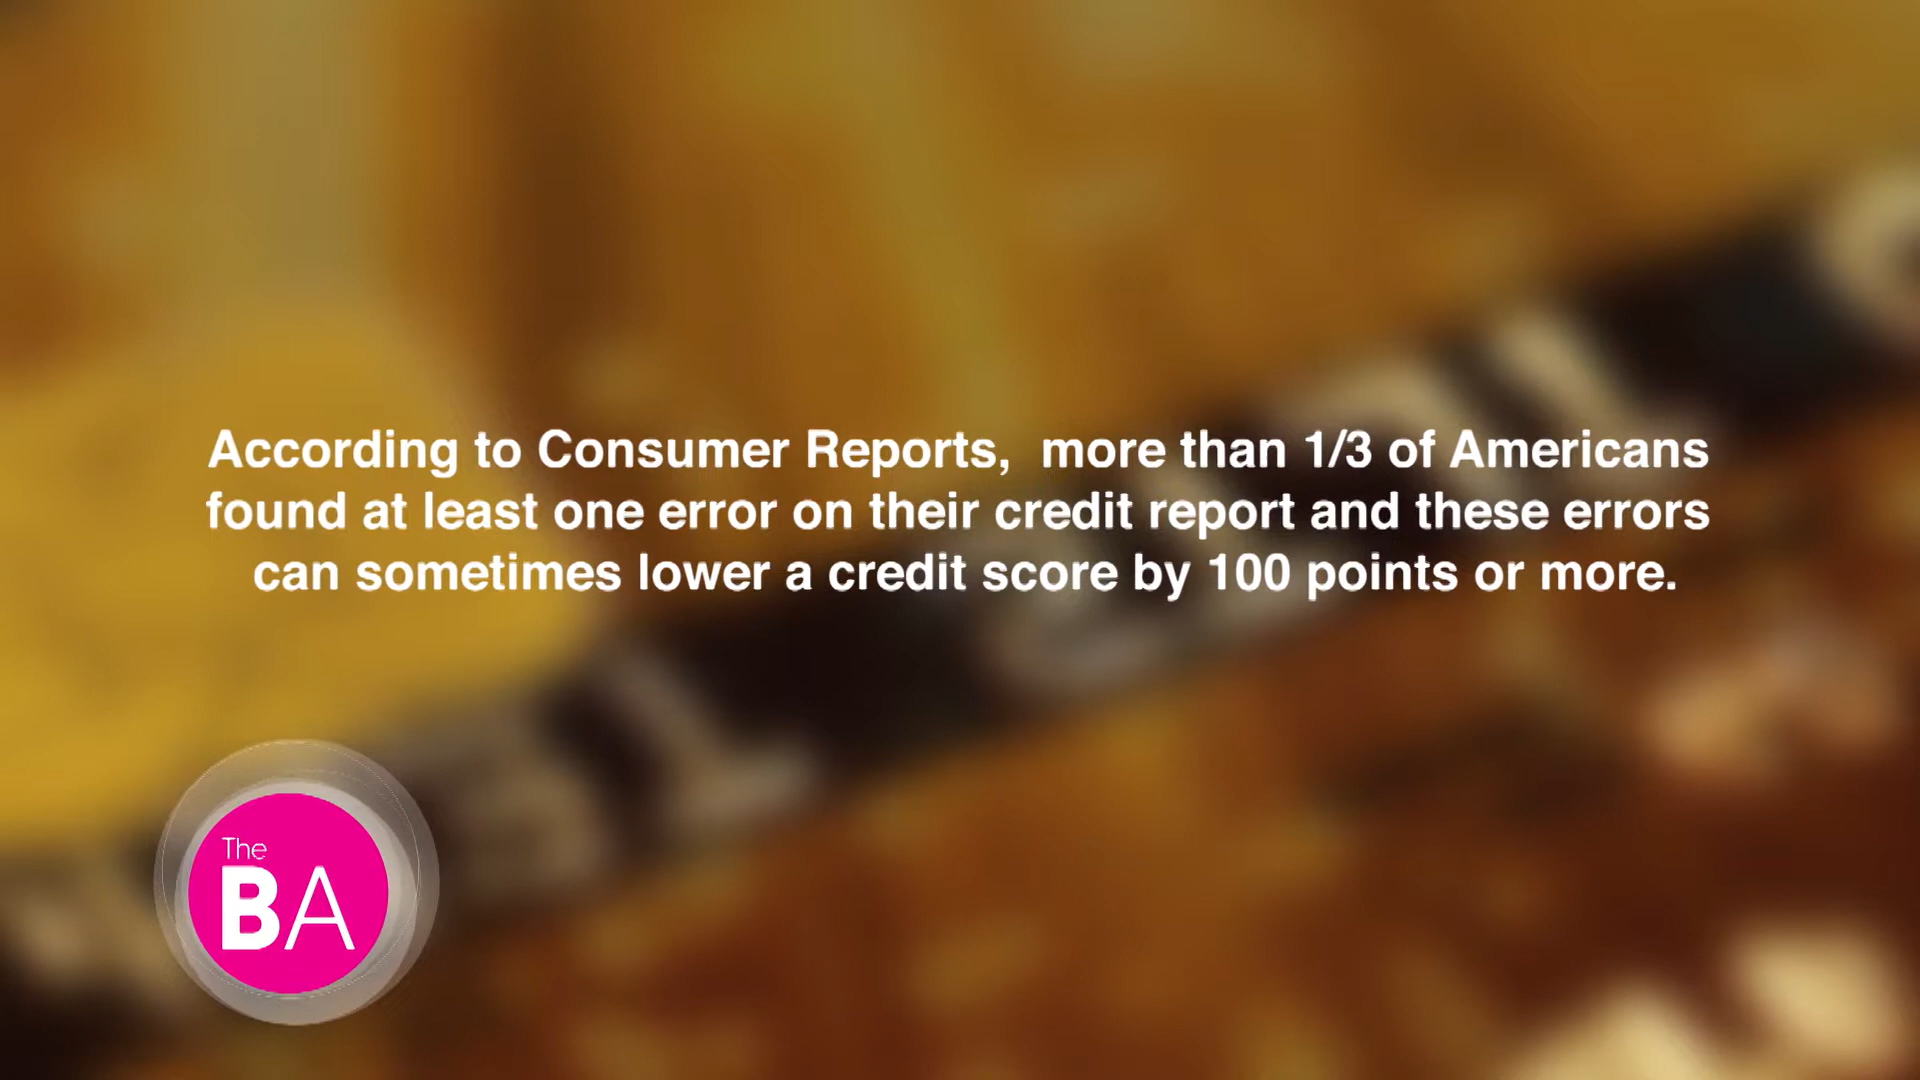 According to Consumer Reports,  more than 1/3 of Americans
found at least one error on their credit report and these errors
can sometimes lower a credit score by 100 points or more.
The
BA